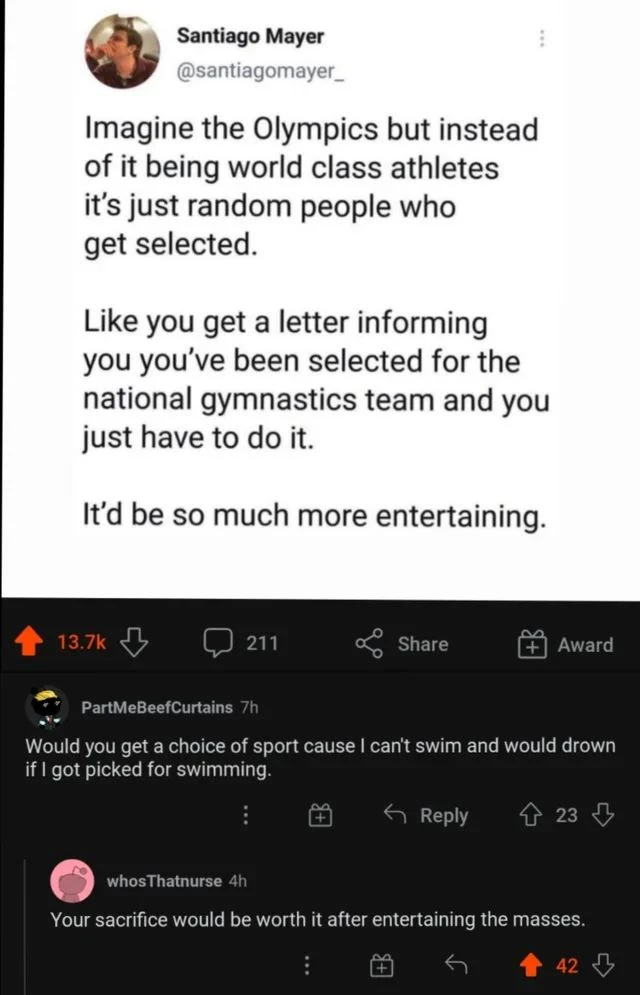 Santiago Mayer
@santiagomayer_
Imagine the Olympics but instead
of it being world class athletes
it's just random people who
get selected.
Like you get a letter informing
you you've been selected for the
national gymnastics team and you
just have to do it.
It'd be so much more entertaining.
13.7k 211 Share Award
PartMeBeefCurtains 7h
Would you get a choice of sport cause I can't swim and would drown
if I got picked for swimming.
Reply 23
whosThatnurse 4h
Your sacrifice would be worth it after entertaining the masses.
42